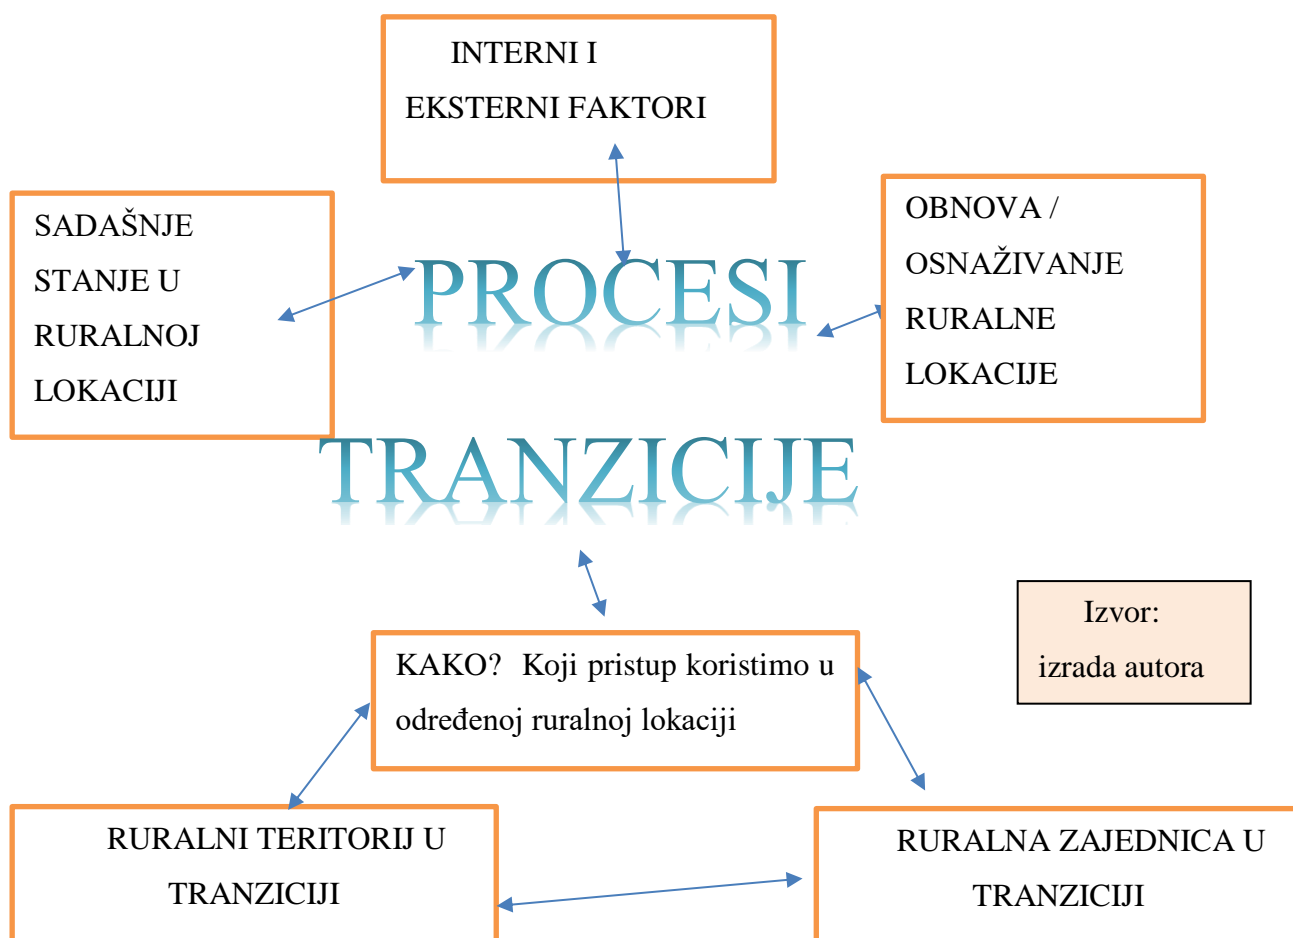 INTERNI I
EKSTERNI FAKTORI
SADAŠNJE
STANJE U
RURALNOJ
LOKACIJI
OBNOVA /
OSNAŽIVANJE
RURALNE
LOKACIJE
PROCESI
TRANZICIJE
KAKO? Koji pristup koristimo u
određenoj ruralnoj lokaciji
Izvor:
izrada autora
RURALNI TERITORIJ U
TRANZICIJI
RURALNA ZAJEDNICA U
TRANZICIJI